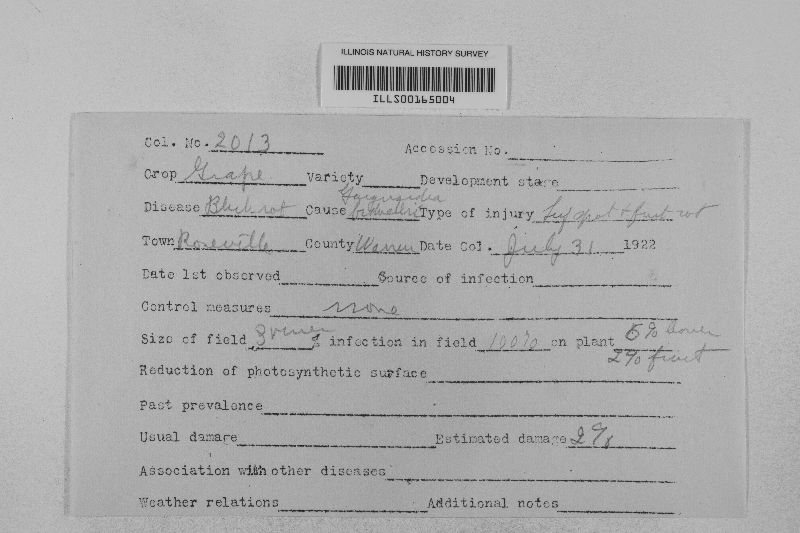 ILLINOIS NATURAL HISTORY SURVEY
ILLS00165004
Col. No. 2013 Accession No.
Crop Grape Variety Development stage
Disease Black rot Cause Guignardia bidwellii Type of injury Leaf spot + fruit rot
Town Roseville County Warren Date Col. July 31 1922
Date 1st observed Source of infection
Control measures none
Size of field 3 vines % infection in field 100% on plant 5% leaves
2% fruit
Reduction of photosynthetic surface
Past prevalence
Usual damage Estimated damage 2%
Association with other diseases
Weather relations Additional notes